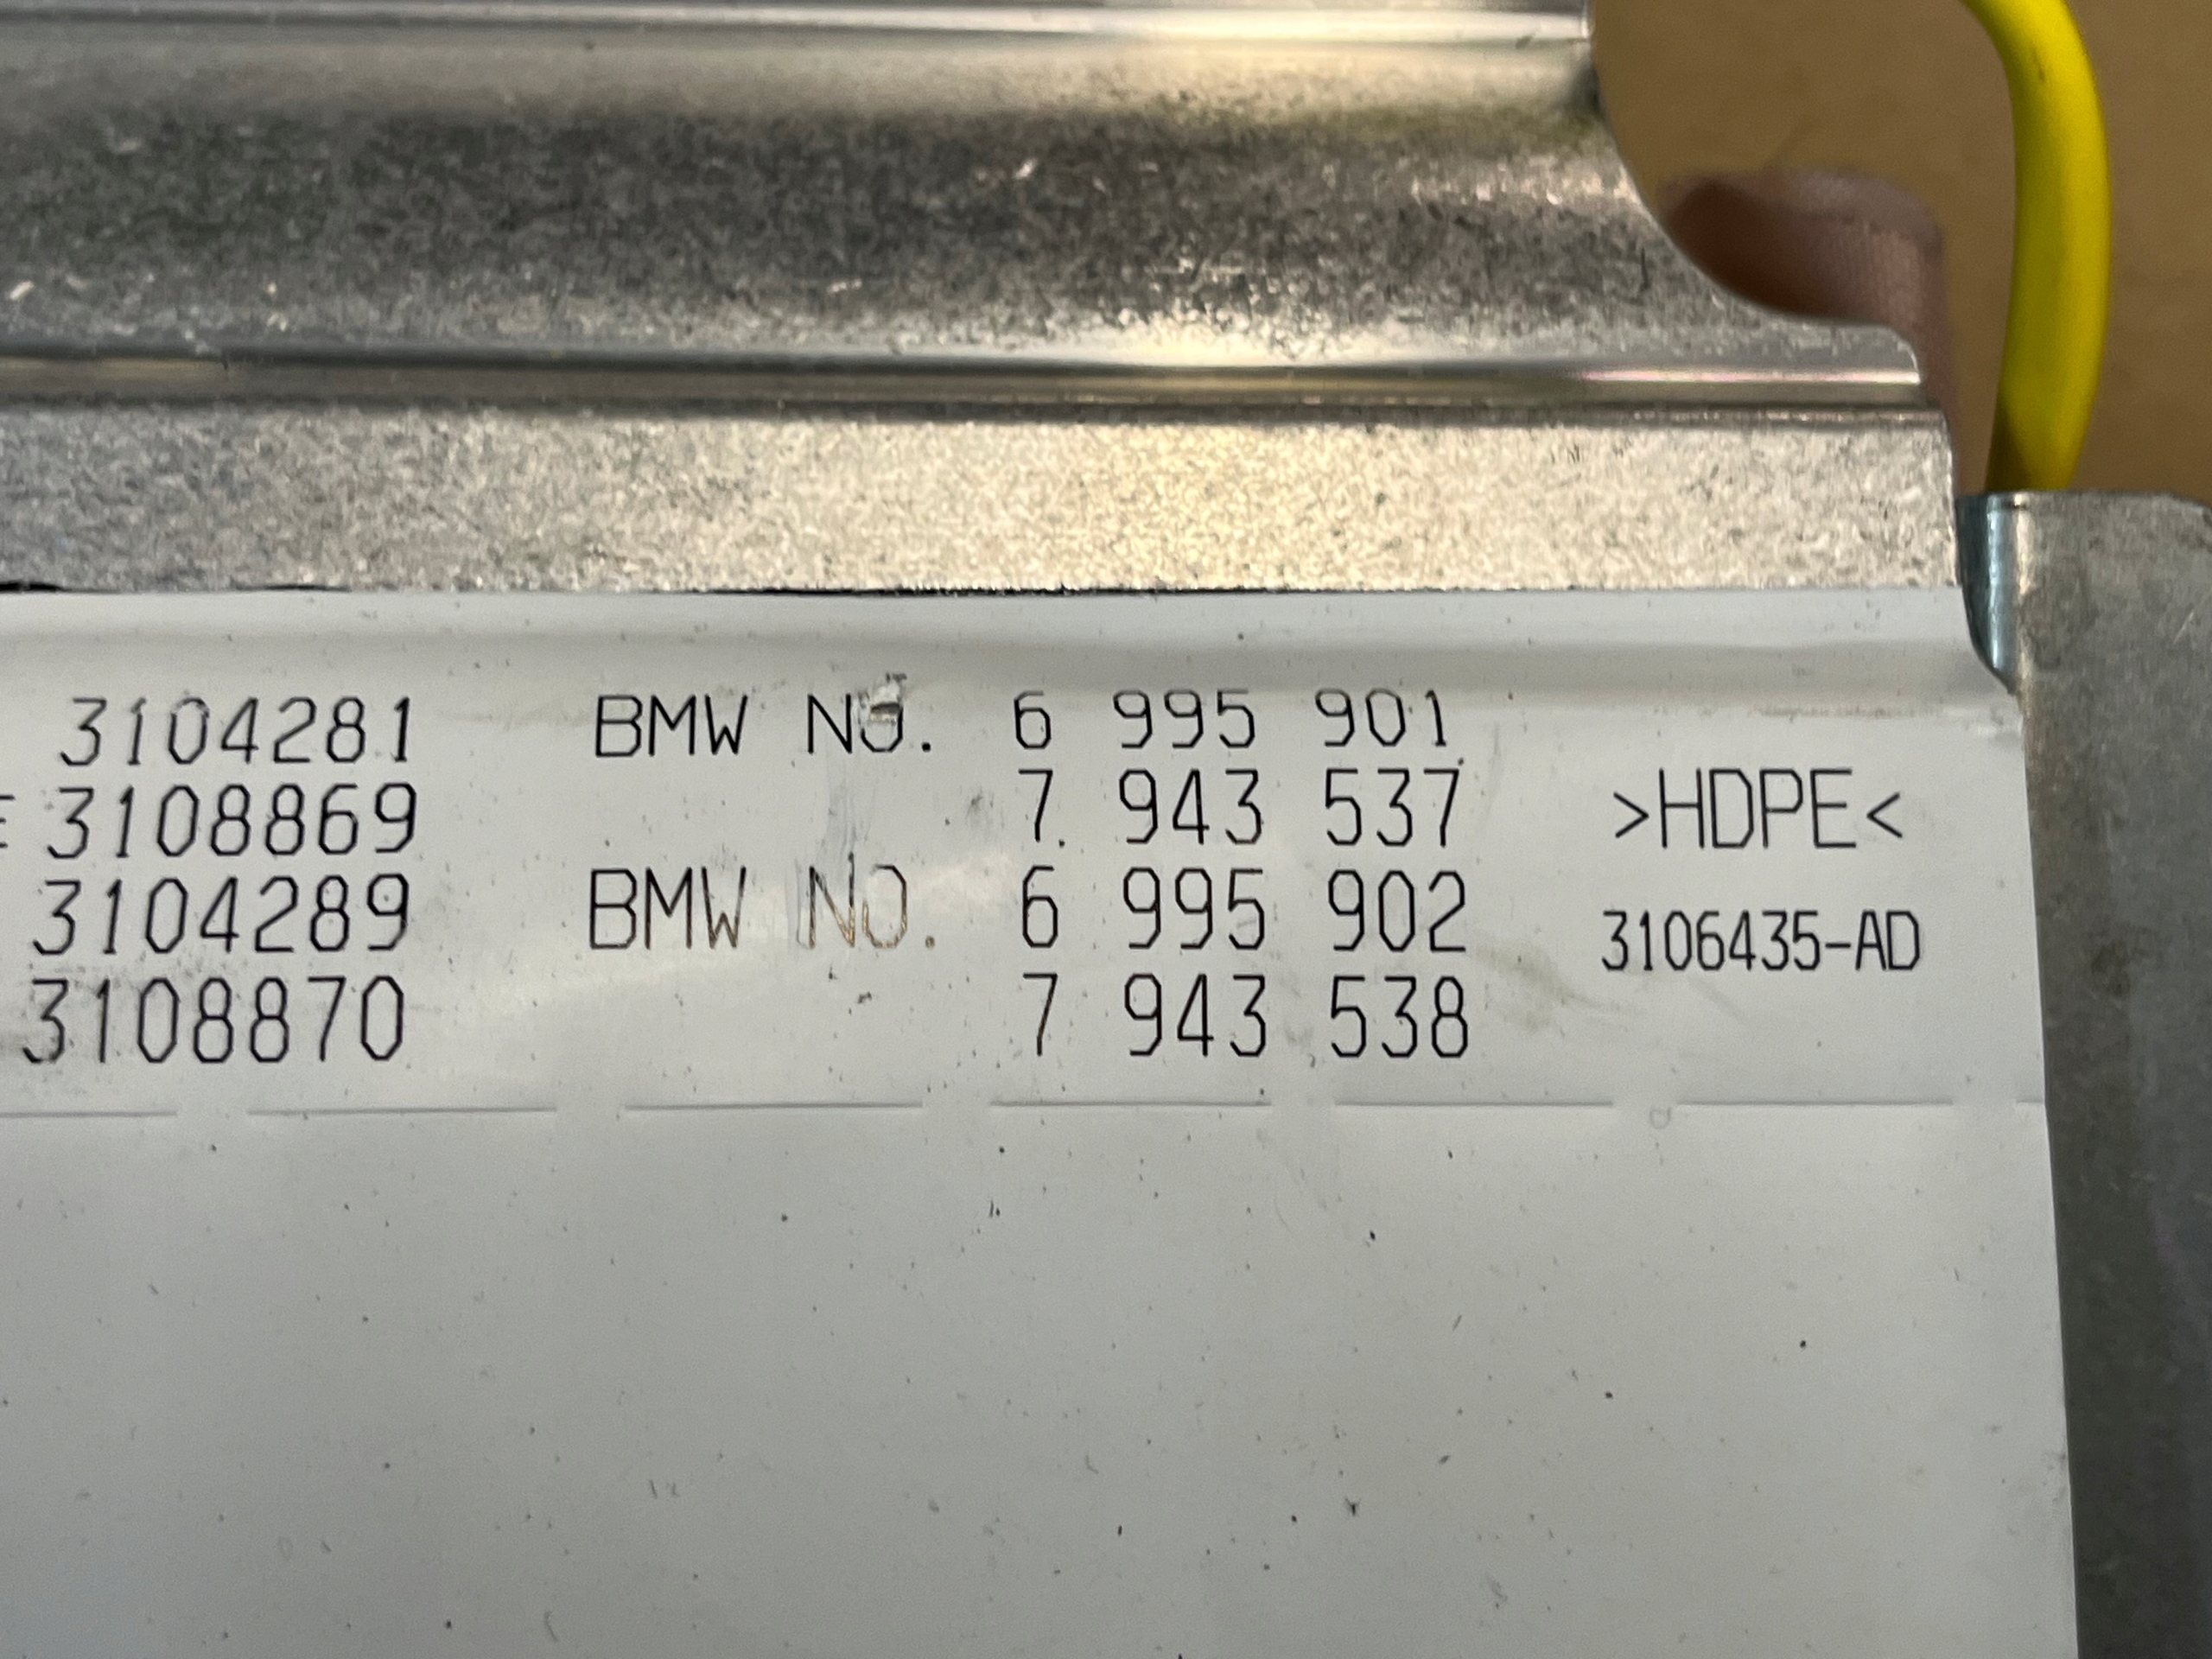 3104281 BMW NO. 6 995 901
3108869 7 943 537 >HDPE<
3104289 BMW NO. 6 995 902 3106435-AD
3108870 7 943 538